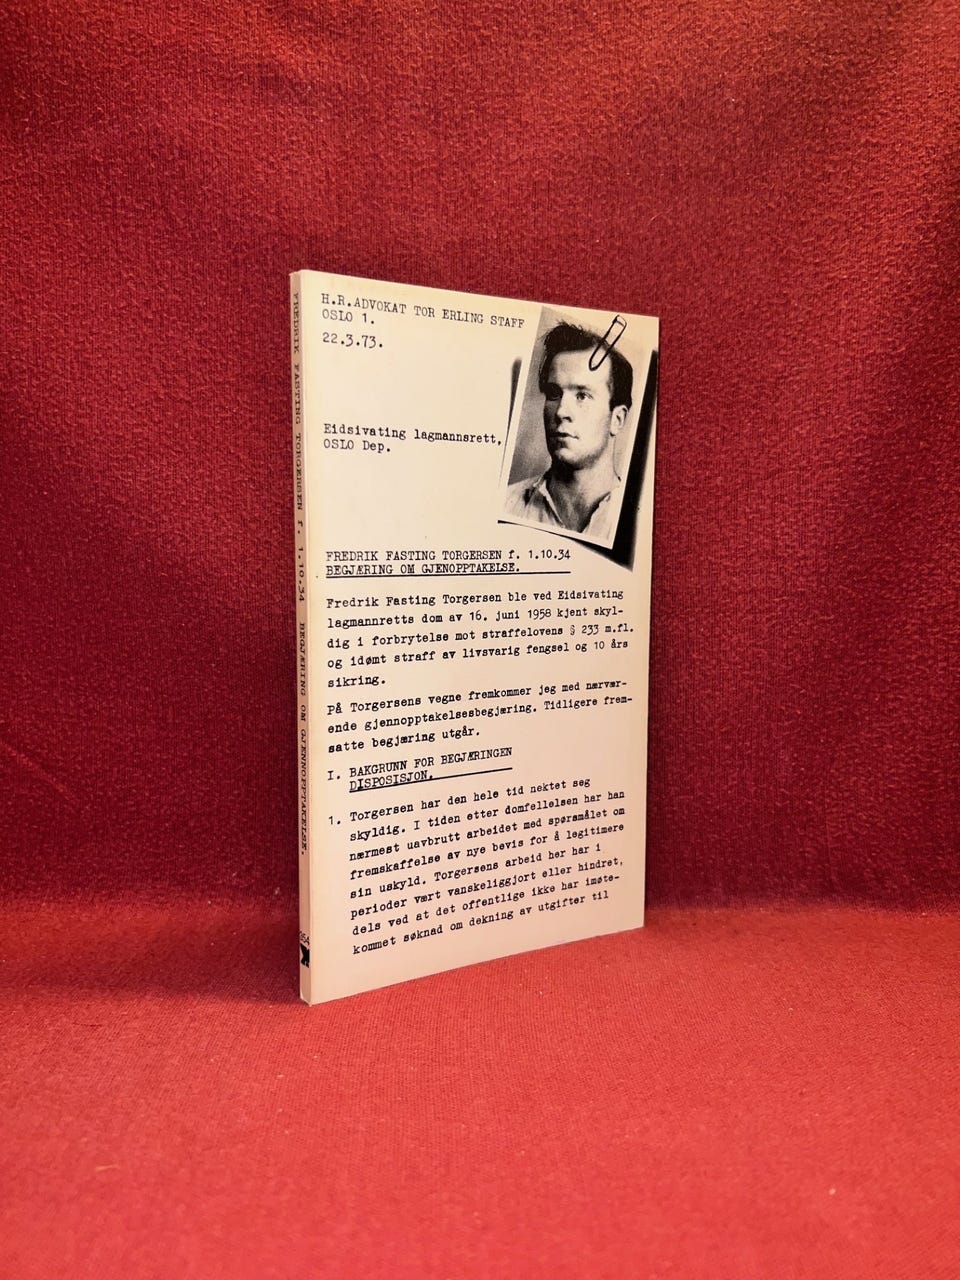 H.R.ADVOKAT TOR ERLING STAFF
OSLO 1.
22.3.73.
Eidsivating lagmannsrett,
OSLO Dep.
FREDRIK FASTING TORGERSEN f. 1.10.34
BEGJÆRING OM GJENOPPTAKELSE.
Fredrik Fasting Torgersen ble ved Eidsivating
lagmannretts dom av 16. juni 1958 kjent skyl-
dig i forbrytelse mot straffelovens § 233 m.fl.
og idømt straff av livsvarig fengsel og 10 års
sikring.
På Torgersens vegne fremkommer jeg med nærvær-
ende gjennopptakelsesbegjæring. Tidligere frem-
satte begjæring utgår.
I. BAKGRUNN FOR BEGJÆRINGEN
DISPOSISJON.
1. Torgersen har den hele tid nektet seg
skyldig. I tiden etter domfellelsen har han
nærmest uavbrutt arbeidet med spørsmålet om
fremskaffelse av nye bevis for å legitimere
sin uskyld. Torgersens arbeid her har i
perioder vært vanskeliggjort eller hindret,
dels ved at det offentlige ikke har imøte-
kommet søknad om dekning av utgifter til
FREDRIK FASTING TORGERSEN f. 1.10.34 BEGJÆRING OM GJENNOPPTAKELSE.